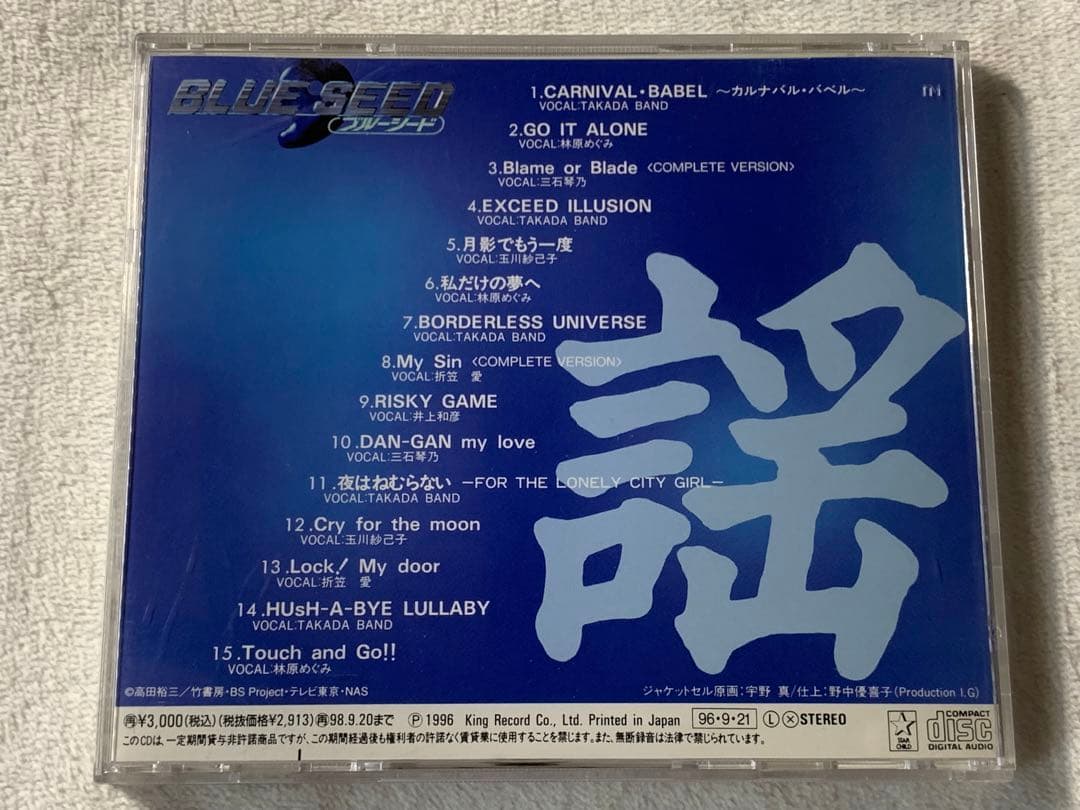 BLUE SEED
ブルーシード
1.CARNIVAL・BABEL ～カルナバル・バベル～
VOCAL:TAKADA BAND
2.GO IT ALONE
VOCAL:林原めぐみ
3.Blame or Blade 〈COMPLETE VERSION〉
VOCAL:三石琴乃
4.EXCEED ILLUSION
VOCAL:TAKADA BAND
5.月影でもう一度
VOCAL:玉川紗己子
6.私だけの夢へ
VOCAL:林原めぐみ
7.BORDERLESS UNIVERSE
VOCAL:TAKADA BAND
8.My Sin 〈COMPLETE VERSION〉
VOCAL:折笠 愛
9.RISKY GAME
VOCAL:井上和彦
10.DAN-GAN my love
VOCAL:三石琴乃
11.夜はねむらない －FOR THE LONELY CITY GIRL－
VOCAL:TAKADA BAND
12.Cry for the moon
VOCAL:玉川紗己子
13.Lock! My door
VOCAL:折笠 愛
14.HUsH-A-BYE LULLABY
VOCAL:TAKADA BAND
15.Touch and Go!!
VOCAL:林原めぐみ
謡
©高田裕三／竹書房・BS Project・テレビ東京・NAS
ジャケットセル原画：宇野 真/仕上：野中優喜子(Production I.G)
再¥3,000(税込)(税抜価格¥2,913)再98.9.20まで Ⓟ 1996 King Record Co., Ltd. Printed in Japan 96・9・21 Ⓛ Ⓧ STEREO
このCDは、一定期間貸与非許諾商品ですが、この期間経過後も権利者の許諾なく賃貸業に使用することを禁じます。また、無断録音は法律で禁じられています。
STAR CHILD
COMPACT disc DIGITAL AUDIO